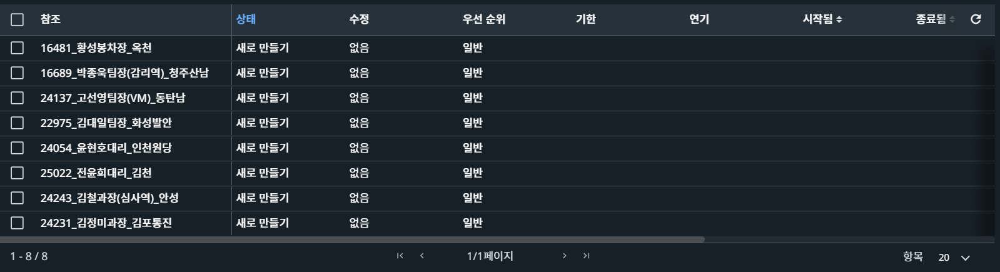 참조 상태 수정 우선 순위 기한 연기 시작됨 종료됨
16481_황성봉차장_옥천 새로 만들기 없음 일반
16689_박종욱팀장(감리역)_청주산남 새로 만들기 없음 일반
24137_고선영팀장(VM)_동탄남 새로 만들기 없음 일반
22975_김대일팀장_화성발안 새로 만들기 없음 일반
24054_윤현호대리_인천원당 새로 만들기 없음 일반
25022_전윤희대리_김천 새로 만들기 없음 일반
24243_김철과장(심사역)_안성 새로 만들기 없음 일반
24231_김정미과장_김포통진 새로 만들기 없음 일반
1 - 8 / 8 1/1페이지 항목 20